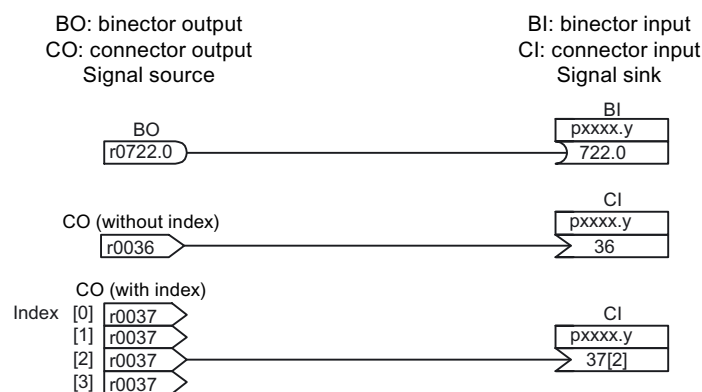 BO: binector output
CO: connector output
Signal source
BI: binector input
CI: connector input
Signal sink
BO
r0722.0
BI
pxxxx.y
722.0
CO (without index)
r0036
CI
pxxxx.y
36
CO (with index)
Index [0] r0037
[1] r0037
[2] r0037
[3] r0037
CI
pxxxx.y
37[2]